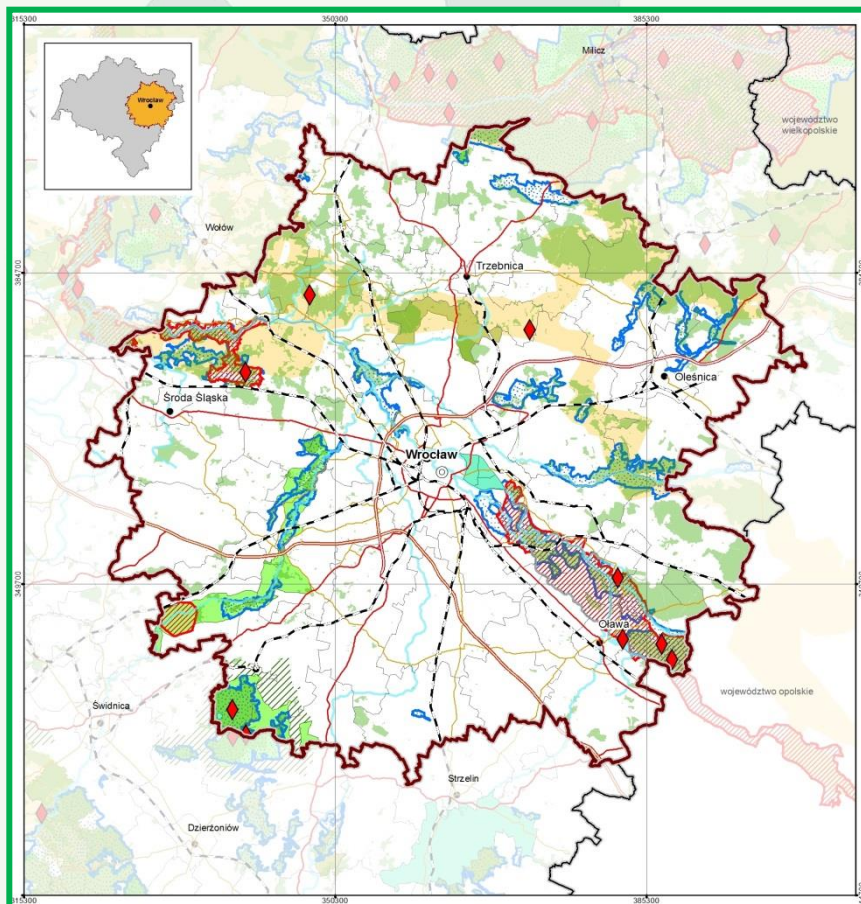 315300
350300
385300
Milicz
województwo
wielkopolskie
Wrocław
Wołów
384700
Trzebnica
Oleśnica
Środa Śląska
Wrocław
349700
Oława
województwo opolskie
Świdnica
Strzelin
Dzierżoniów
315300
350300
385300